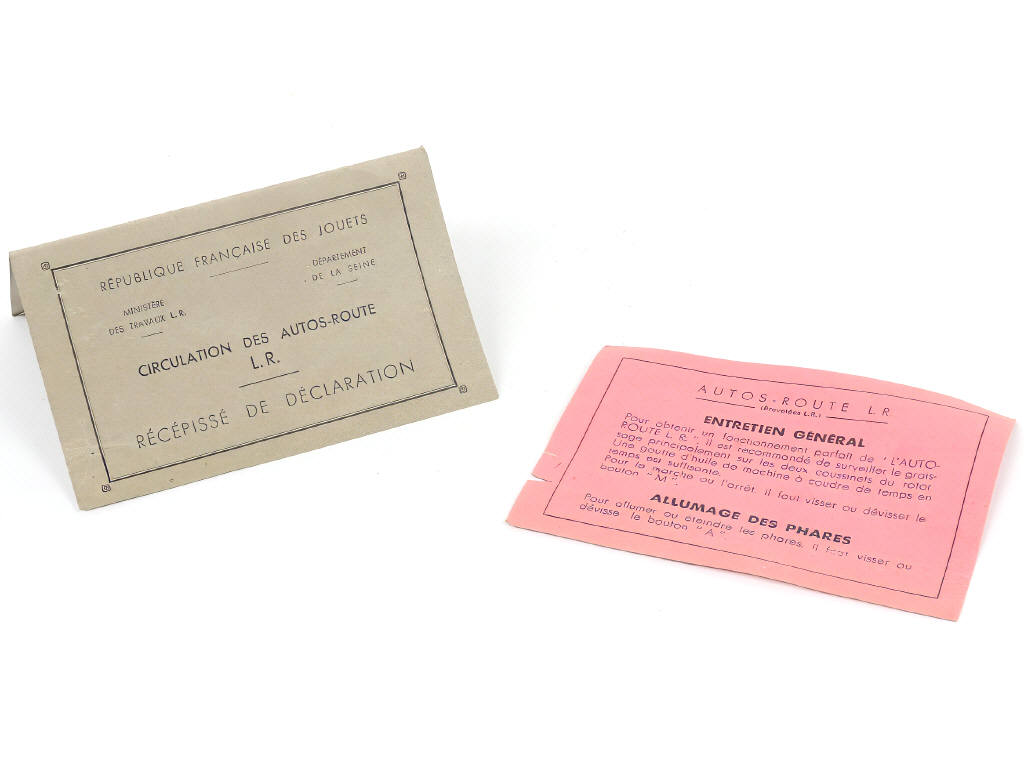 RÉPUBLIQUE FRANÇAISE DES JOUETS
MINISTÈRE
DES TRAVAUX L.R.
DÉPARTEMENT
DE LA SEINE
CIRCULATION DES AUTOS-ROUTE
L.R.
RÉCÉPISSÉ DE DÉCLARATION
AUTOS-ROUTE LR
(Brevetées L.R.)
ENTRETIEN GÉNÉRAL
Pour obtenir un fonctionnement parfait de "L'AUTO-
ROUTE L. R.", il est recommandé de surveiller le grais-
sage principalement sur les deux coussinets du rotor
Une goutte d'huile de machine à coudre de temps en
temps est suffisante.
Pour la marche ou l'arrêt, il faut visser ou dévisser le
bouton "M".
ALLUMAGE DES PHARES
Pour allumer ou éteindre les phares, il faut visser ou
dévisse le bouton "A".